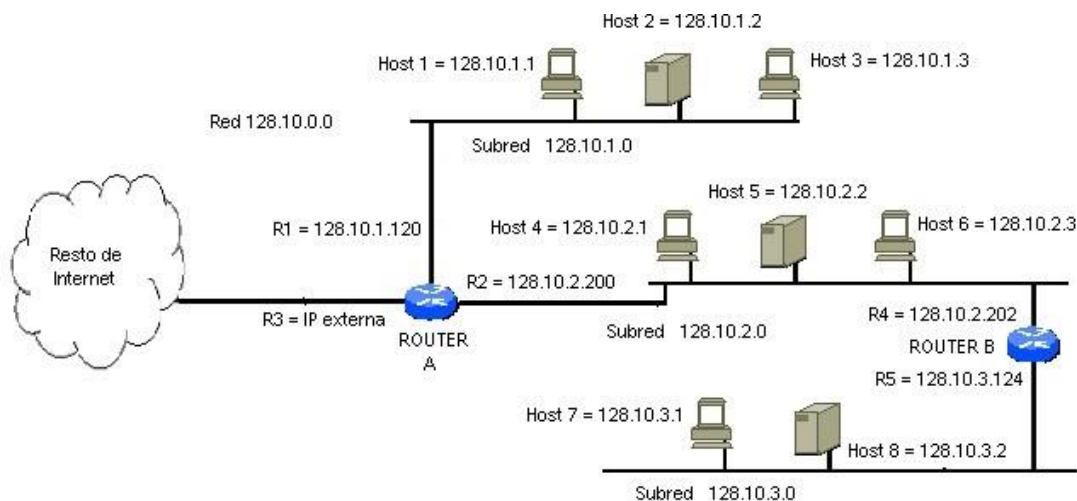 Host 2 = 128.10.1.2
Host 1 = 128.10.1.1
Host 3 = 128.10.1.3
Red 128.10.0.0
Subred 128.10.1.0
Host 5 = 128.10.2.2
R1 = 128.10.1.120
Host 4 = 128.10.2.1
Host 6 = 128.10.2.3
Resto de
Internet
R2 = 128.10.2.200
R3 = IP externa
ROUTER
A
Subred 128.10.2.0
R4 = 128.10.2.202
ROUTER B
R5 = 128.10.3.124
Host 7 = 128.10.3.1
Host 8 = 128.10.3.2
Subred 128.10.3.0